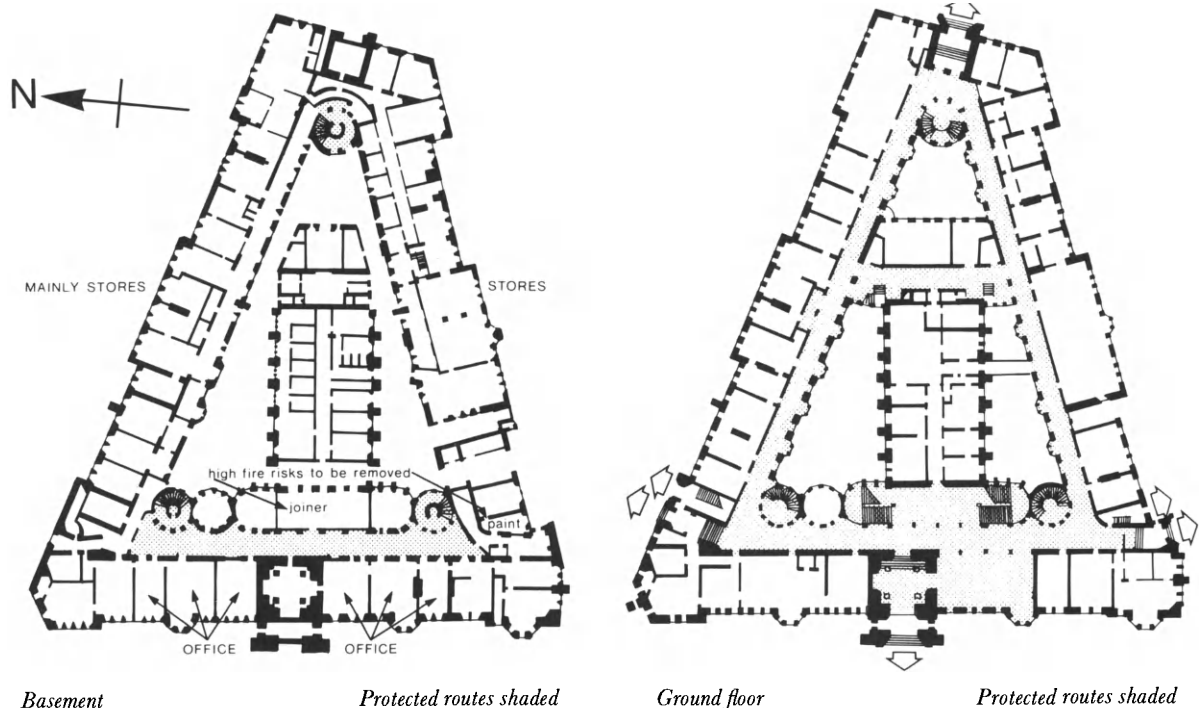 N
MAINLY STORES
STORES
high fire risks to be removed
joiner
paint
OFFICE
OFFICE
Basement
Protected routes shaded
Ground floor
Protected routes shaded